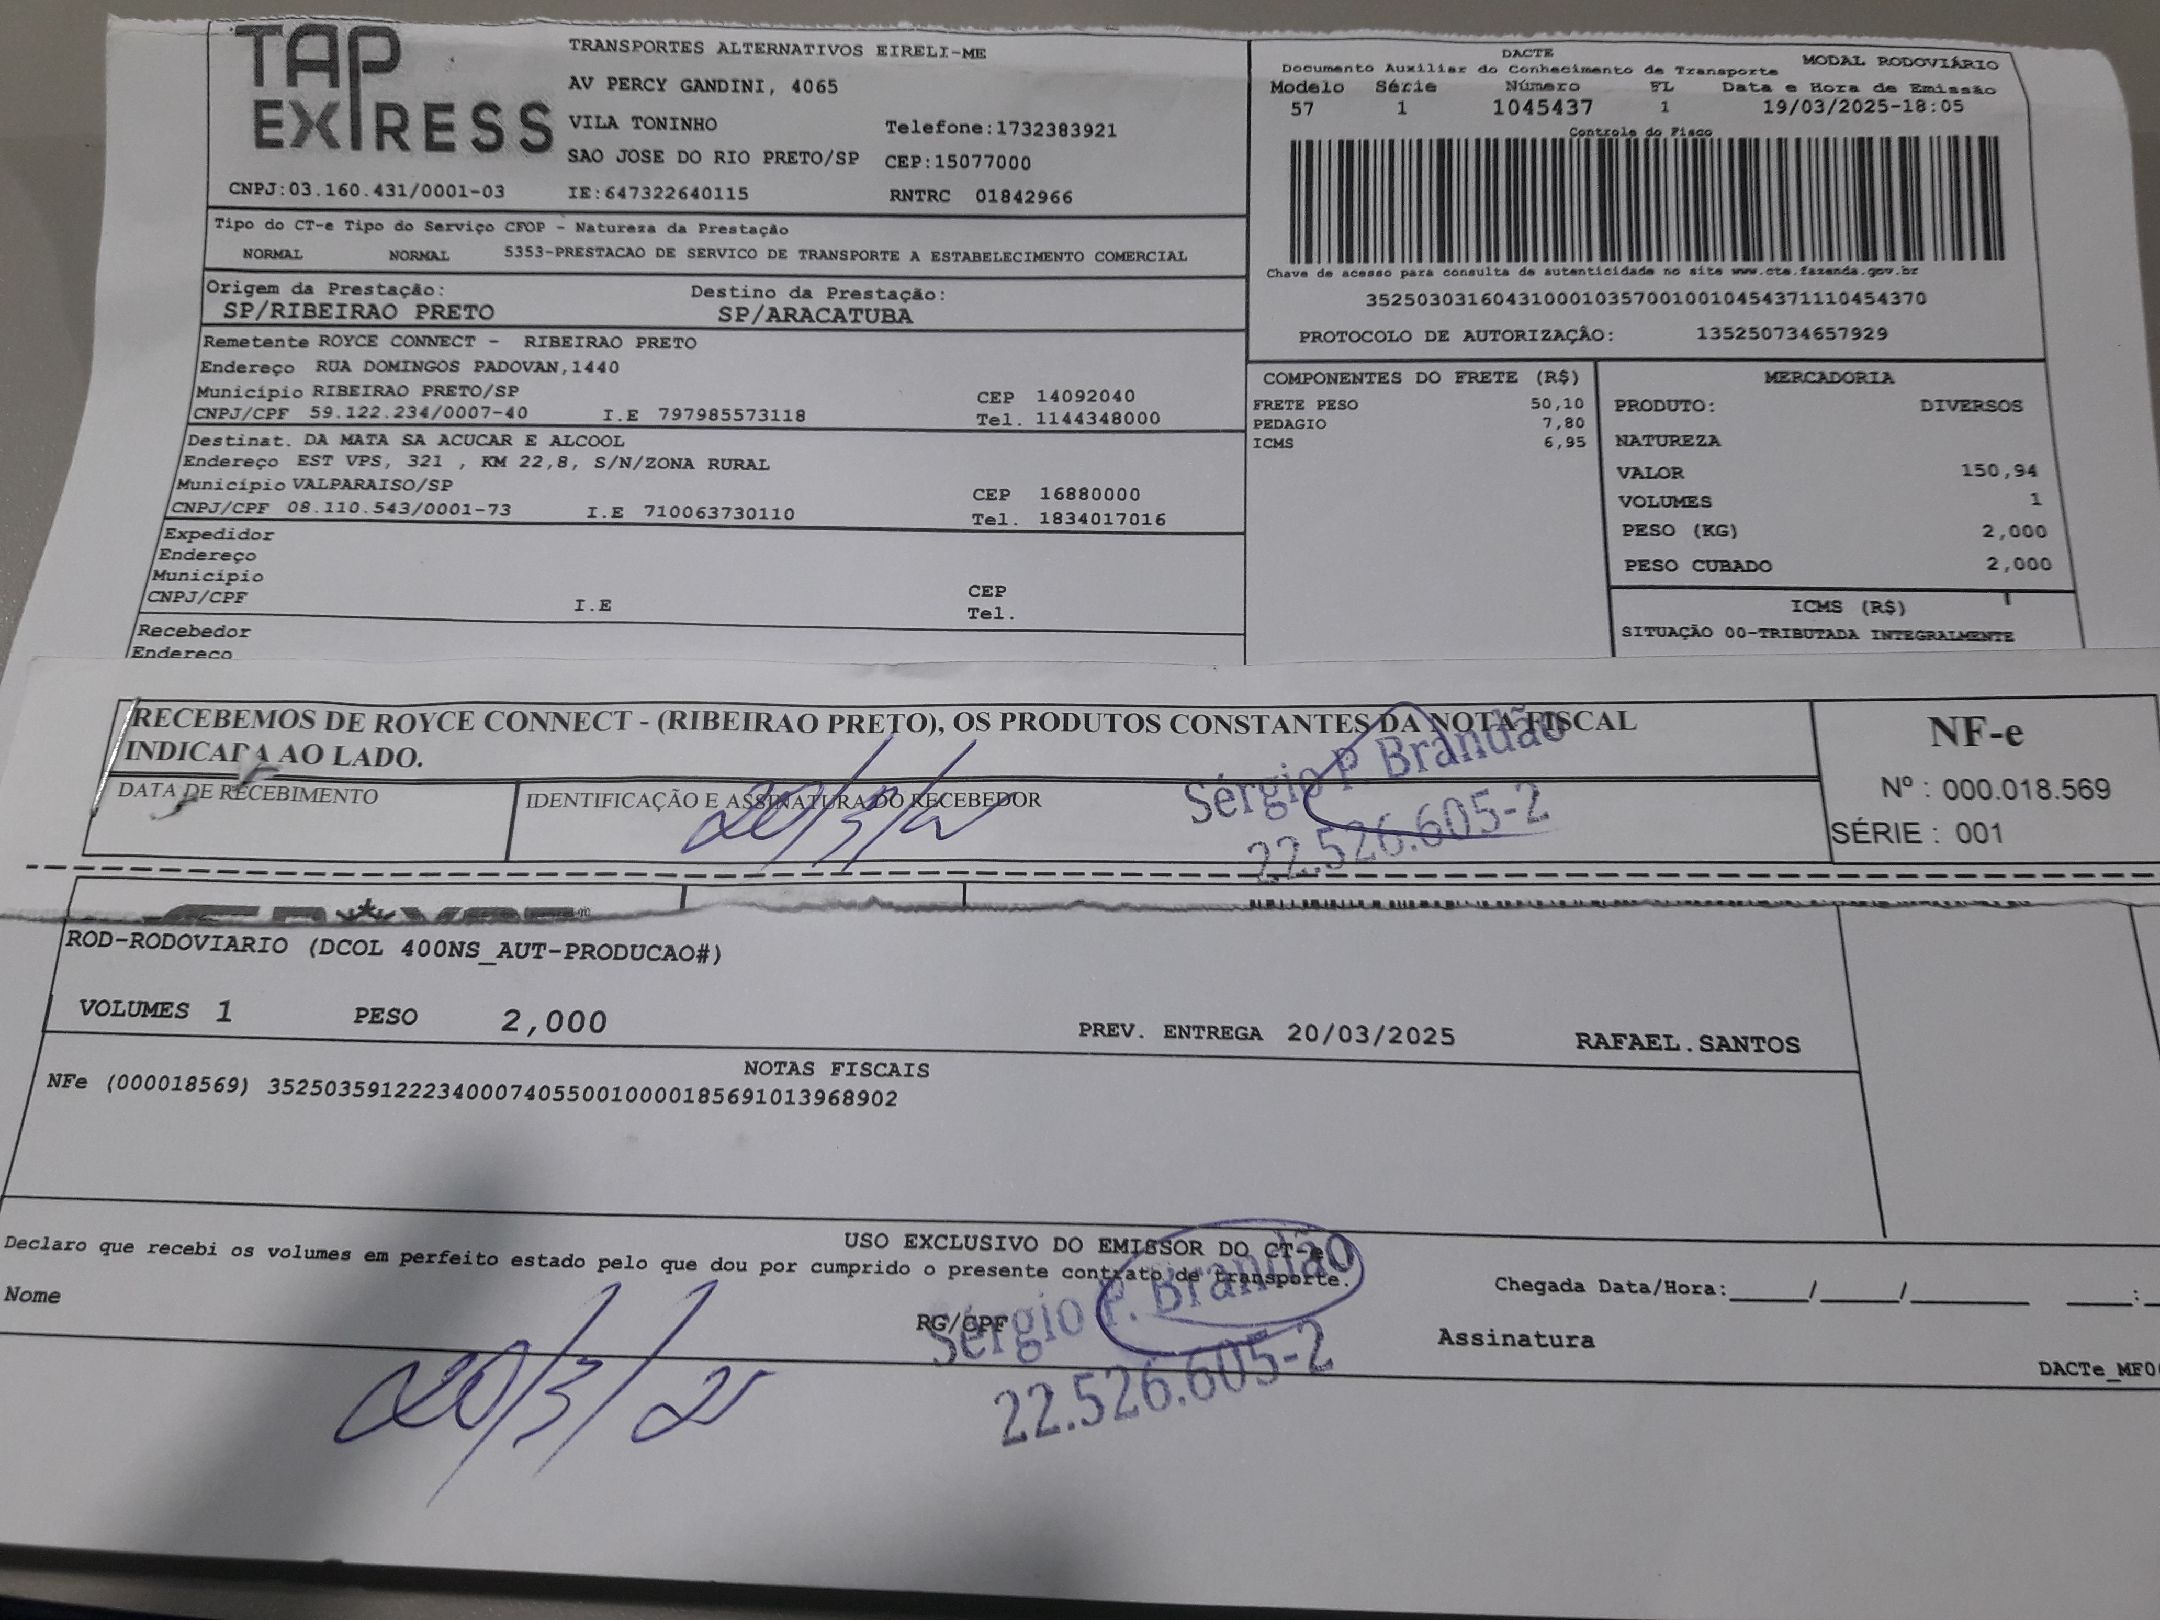 TAP EXPRESS
TRANSPORTES ALTERNATIVOS EIRELI-ME
AV PERCY GANDINI, 4065
VILA TONINHO Telefone:1732383921
SAO JOSE DO RIO PRETO/SP CEP:15077000
CNPJ:03.160.431/0001-03 IE:647322640115 RNTRC 01842966
DACTE MODAL RODOVIÁRIO
Documento Auxiliar do Conhecimento de Transporte
Modelo Série Número FL Data e Hora de Emissão
57 1 1045437 1 19/03/2025-18:05
Controle do Fisco
Chave de acesso para consulta de autenticidade no site www.cte.fazenda.gov.br
35250303160431000103570010010454371110454370
PROTOCOLO DE AUTORIZAÇÃO: 135250734657929
Tipo do CT-e Tipo do Serviço CFOP - Natureza da Prestação
NORMAL NORMAL 5353-PRESTACAO DE SERVICO DE TRANSPORTE A ESTABELECIMENTO COMERCIAL
Origem da Prestação: Destino da Prestação:
SP/RIBEIRAO PRETO SP/ARACATUBA
Remetente ROYCE CONNECT - RIBEIRAO PRETO
Endereço RUA DOMINGOS PADOVAN,1440
Município RIBEIRAO PRETO/SP CEP 14092040
CNPJ/CPF 59.122.234/0007-40 I.E 797985573118 Tel. 1144348000
Destinat. DA MATA SA ACUCAR E ALCOOL
Endereço EST VPS, 321 , KM 22,8, S/N/ZONA RURAL
Município VALPARAISO/SP CEP 16880000
CNPJ/CPF 08.110.543/0001-73 I.E 710063730110 Tel. 1834017016
Expedidor
Endereço
Município CEP
CNPJ/CPF I.E Tel.
Recebedor
Endereço
COMPONENTES DO FRETE (R$)
FRETE PESO 50,10
PEDAGIO 7,80
ICMS 6,95
MERCADORIA
PRODUTO: DIVERSOS
NATUREZA
VALOR 150,94
VOLUMES 1
PESO (KG) 2,000
PESO CUBADO 2,000
ICMS (R$)
SITUAÇÃO 00-TRIBUTADA INTEGRALMENTE
RECEBEMOS DE ROYCE CONNECT - (RIBEIRAO PRETO), OS PRODUTOS CONSTANTES DA NOTA FISCAL
INDICADA AO LADO.
DATA DE RECEBIMENTO IDENTIFICAÇÃO E ASSINATURA DO RECEBEDOR
20/3/25
Sérgio P. Brandão
22.526.605-2
NF-e
Nº : 000.018.569
SÉRIE : 001
ROD-RODOVIARIO (DCOL 400NS_AUT-PRODUCAO#)
VOLUMES 1 PESO 2,000 PREV. ENTREGA 20/03/2025 RAFAEL.SANTOS
NOTAS FISCAIS
NFe (000018569) 35250359122234000740550010000185691013968902
USO EXCLUSIVO DO EMISSOR DO CT-e
Declaro que recebi os volumes em perfeito estado pelo que dou por cumprido o presente contrato de transporte.
Nome RG/CPF Chegada Data/Hora:_____/_____/_______ ____:
Assinatura
Sérgio P. Brandão
22.526.605-2
20/3/25